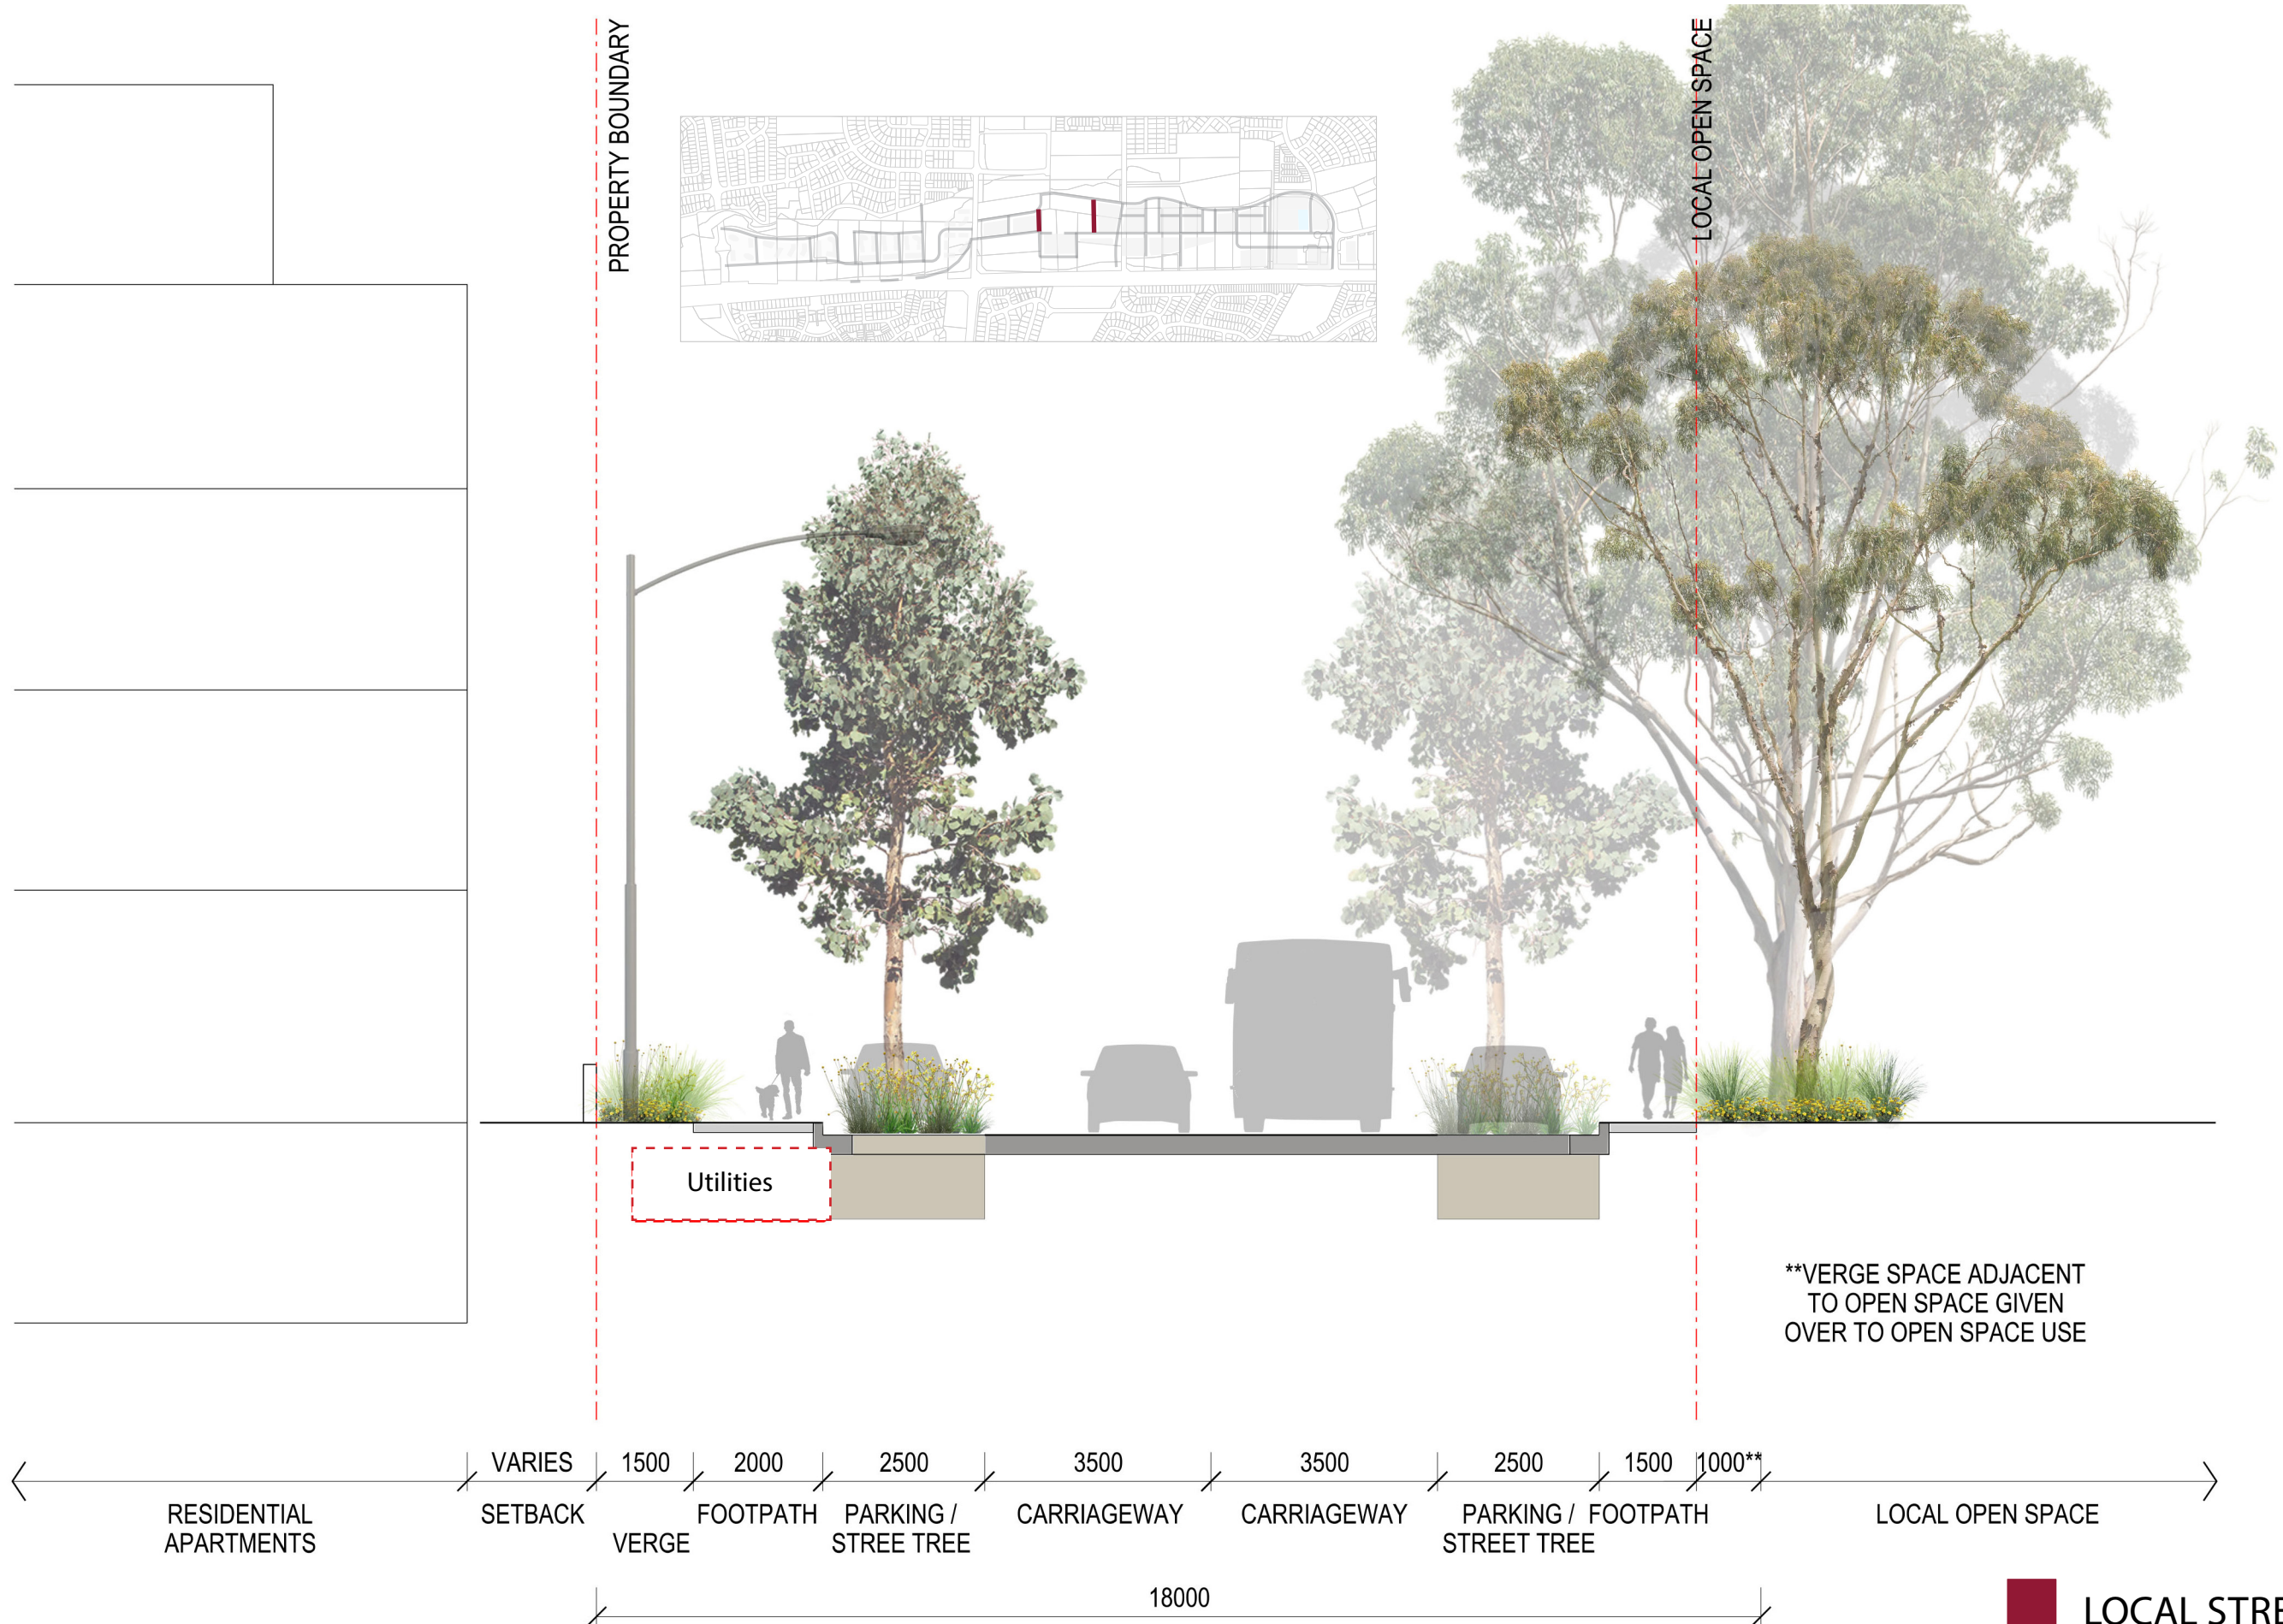 PROPERTY BOUNDARY
LOCAL OPEN SPACE
Utilities
**VERGE SPACE ADJACENT
TO OPEN SPACE GIVEN
OVER TO OPEN SPACE USE
VARIES 1500 2000 2500 3500 3500 2500 1500 1000**
RESIDENTIAL
APARTMENTS
SETBACK
VERGE
FOOTPATH
PARKING /
STREE TREE
CARRIAGEWAY
CARRIAGEWAY
PARKING /
STREET TREE
FOOTPATH
LOCAL OPEN SPACE
18000
LOCAL STRE